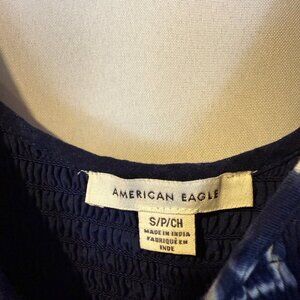 AMERICAN EAGLE
S/P/CH
MADE IN INDIA
FABRIQUÉ EN
INDE